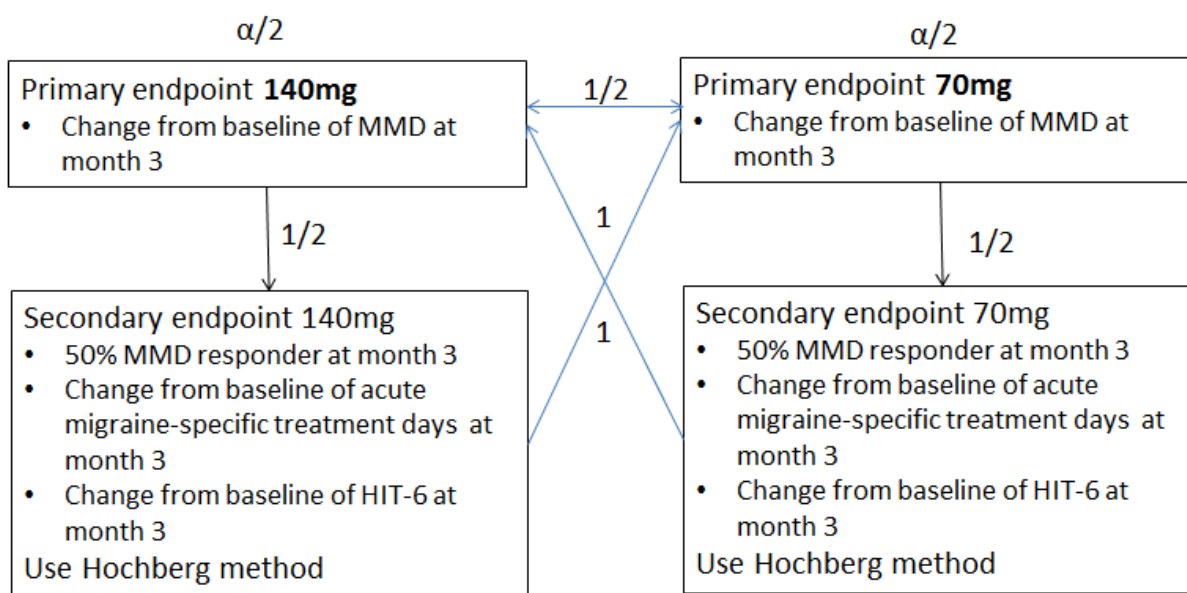 α/2
α/2
Primary endpoint 140mg
• Change from baseline of MMD at
month 3
1/2
Primary endpoint 70mg
• Change from baseline of MMD at
month 3
1/2
1
1/2
1
Secondary endpoint 140mg
• 50% MMD responder at month 3
• Change from baseline of acute
migraine-specific treatment days at
month 3
• Change from baseline of HIT-6 at
month 3
Use Hochberg method
Secondary endpoint 70mg
• 50% MMD responder at month 3
• Change from baseline of acute
migraine-specific treatment days at
month 3
• Change from baseline of HIT-6 at
month 3
Use Hochberg method